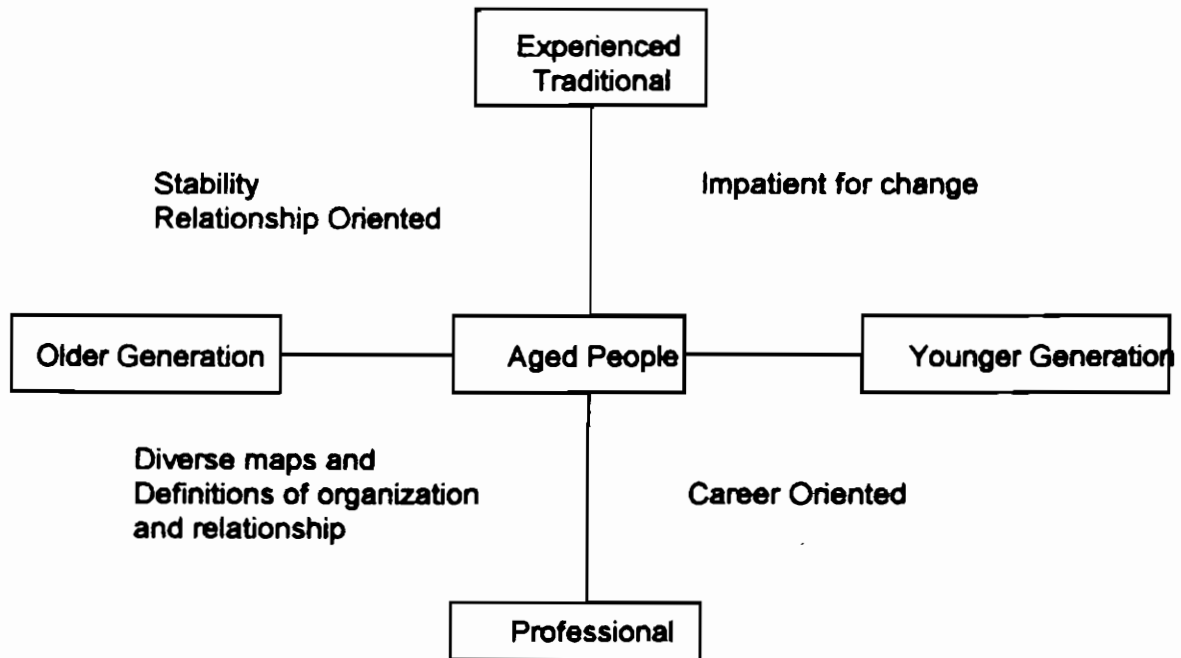 Experienced
Traditional
Stability
Relationship Oriented
Impatient for change
Older Generation
Aged People
Younger Generation
Diverse maps and
Definitions of organization
and relationship
Career Oriented
Professional